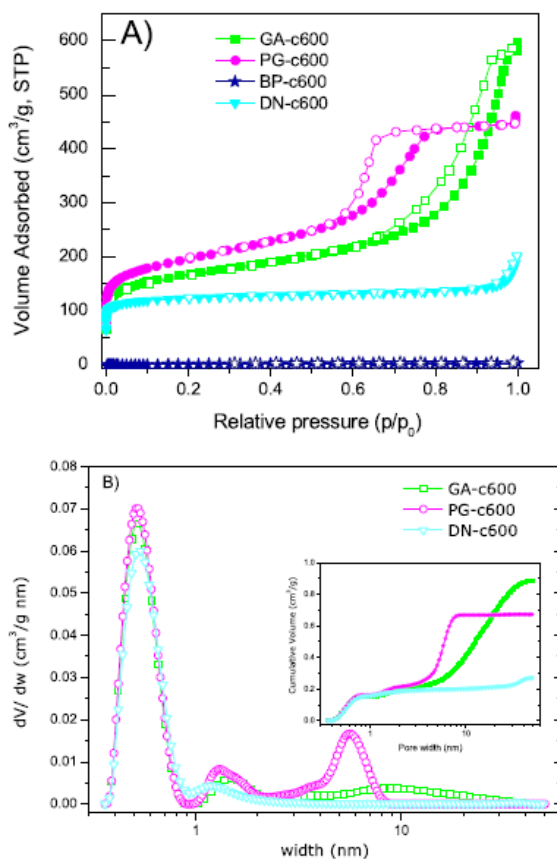 A)
GA-c600
PG-c600
BP-c600
DN-c600
600
500
400
300
200
100
0
Volume Adsorbed (cm³/g, STP)
0.0 0.2 0.4 0.6 0.8 1.0
Relative pressure (p/p₀)
B)
GA-c600
PG-c600
DN-c600
0.08
0.07
0.06
0.05
0.04
0.03
0.02
0.01
0.00
dV/ dw (cm³/g nm)
1.0
0.8
0.6
0.4
0.2
0.0
Cumulative Volume (cm³/g)
1 10
Pore width (nm)
1 10
width (nm)